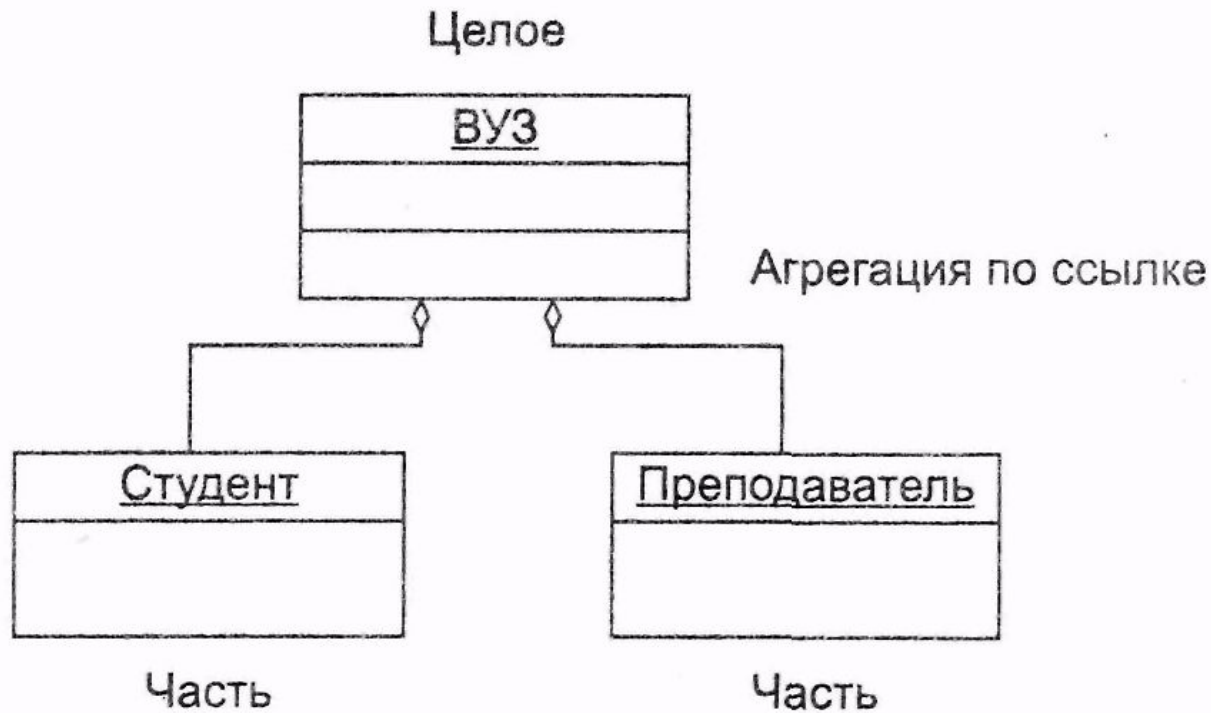 Целое
ВУЗ
Агрегация по ссылке
Студент
Преподаватель
Часть
Часть